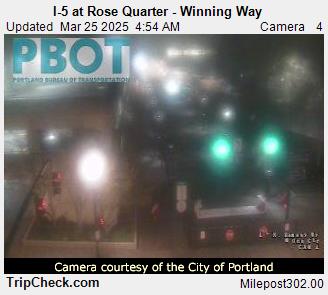 I-5 at Rose Quarter - Winning Way
Updated Mar 25 2025 4:54 AM Camera 4
PBOT
PORTLAND BUREAU OF TRANSPORTATION
Camera courtesy of the City of Portland
TripCheck.com Milepost302.00